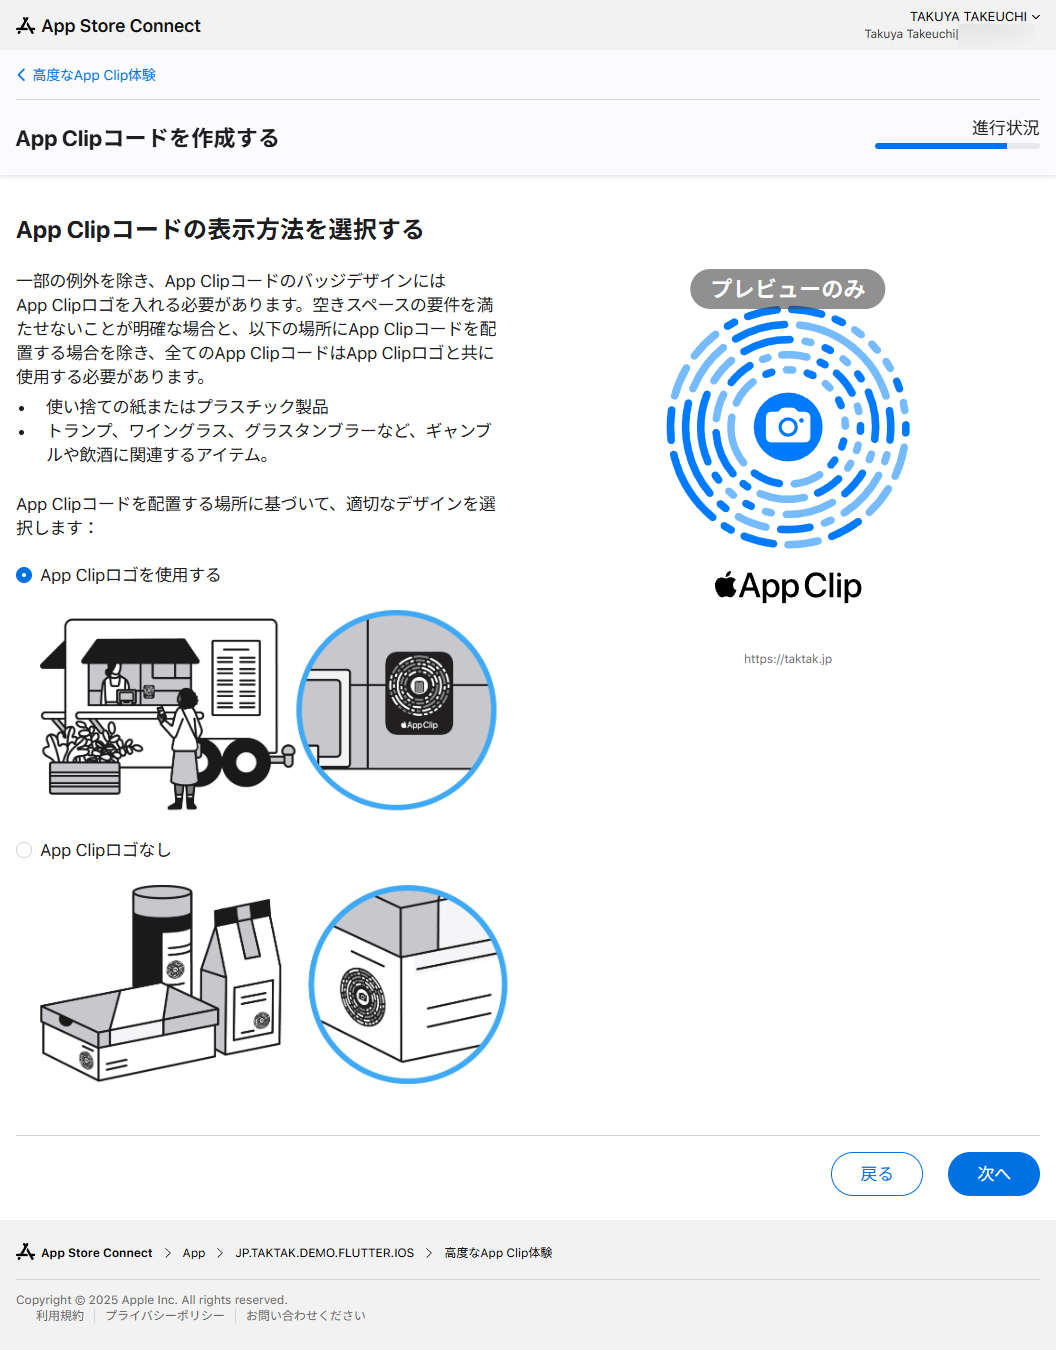 App Store Connect
TAKUYA TAKEUCHI
Takuya Takeuchi|
高度なApp Clip体験
App Clipコードを作成する
進行状況
App Clipコードの表示方法を選択する
一部の例外を除き、App Clipコードのバッジデザインには
App Clipロゴを入れる必要があります。空きスペースの要件を満
たせないことが明確な場合と、以下の場所にApp Clipコードを配
置する場合を除き、全てのApp ClipコードはApp Clipロゴと共に
使用する必要があります。
• 使い捨ての紙またはプラスチック製品
• トランプ、ワイングラス、グラスタンブラーなど、ギャンブ
ルや飲酒に関連するアイテム。
App Clipコードを配置する場所に基づいて、適切なデザインを選
択します：
App Clipロゴを使用する
App Clip
App Clipロゴなし
プレビューのみ
App Clip
https://taktak.jp
戻る
次へ
App Store Connect > App > JP.TAKTAK.DEMO.FLUTTER.IOS > 高度なApp Clip体験
Copyright © 2025 Apple Inc. All rights reserved.
利用規約 | プライバシーポリシー | お問い合わせください